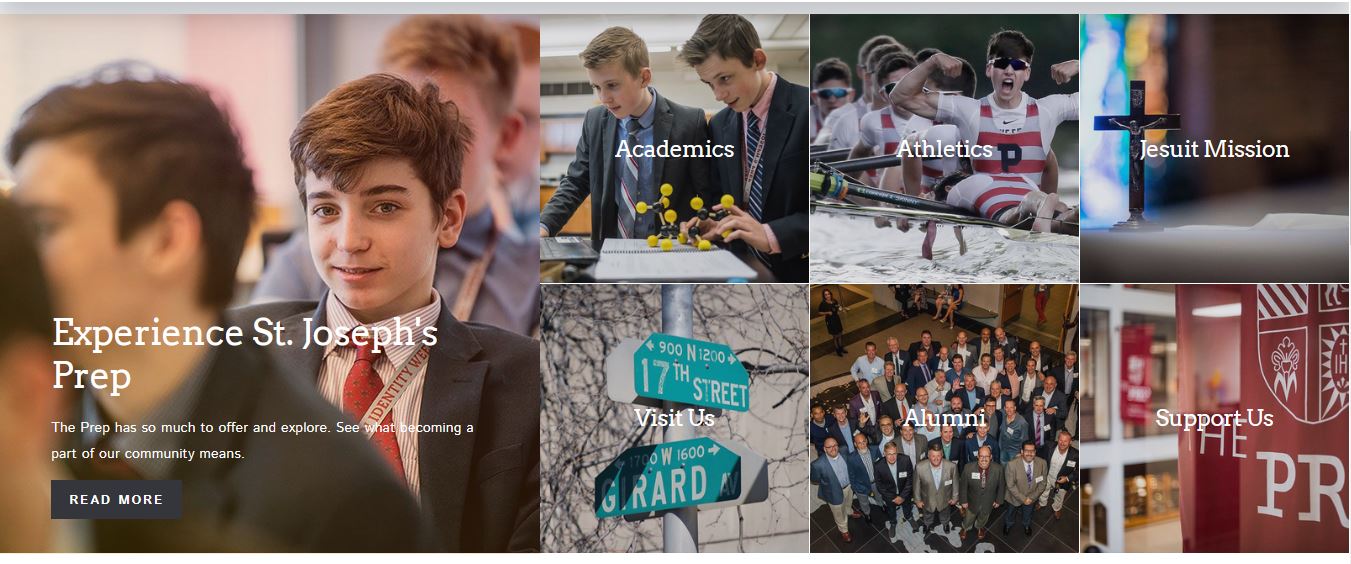 Experience St. Joseph's
Prep
The Prep has so much to offer and explore. See what becoming a
part of our community means.
READ MORE
IDENTITY
Academics
Athletics
P
Jesuit Mission
900 N 1200
17TH STREET
Visit Us
1700 W 1600
GIRARD AV
Alumni
Support Us
THE
PR